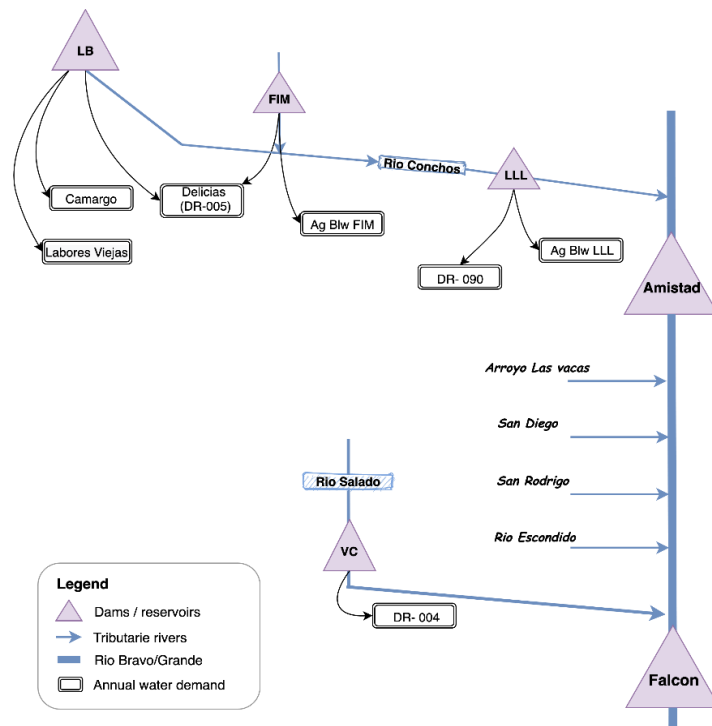 LB
FIM
Rio Conchos
LLL
Camargo
Delicias
(DR-005)
Ag Blw FIM
Labores Viejas
DR- 090
Ag Blw LLL
Amistad
Arroyo Las vacas
San Diego
San Rodrigo
Rio Escondido
Rio Salado
VC
DR- 004
Falcon
Legend
Dams / reservoirs
Tributarie rivers
Rio Bravo/Grande
Annual water demand